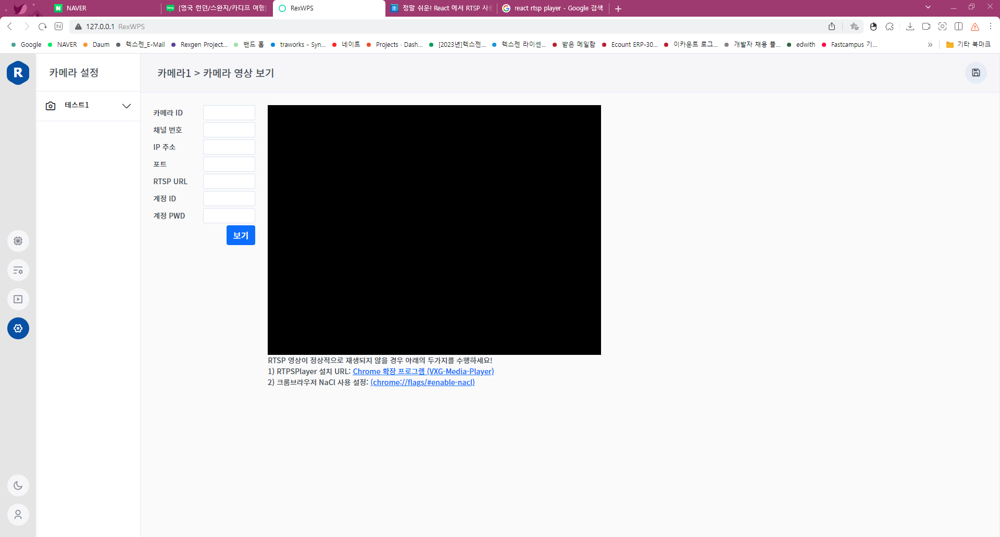 NAVER
[영국 런던/스완지/카디프 여행]
RexWPS
정말 쉬운! React 에서 RTSP 사용
react rtsp player - Google 검색
127.0.0.1 RexWPS
Google
NAVER
Daum
렉스젠_E-Mail
Rexgen Project...
밴드 홈
traworks - Syn...
네이트
Projects · Dash...
[2023년]렉스젠...
렉스젠 라이센...
받은 메일함
Ecount ERP-30...
이카운트 로그...
개발자 채용 플...
edwith
Fastcampus 기...
기타 북마크
R
카메라 설정
카메라1 > 카메라 영상 보기
테스트1
카메라 ID
채널 번호
IP 주소
포트
RTSP URL
계정 ID
계정 PWD
보기
RTSP 영상이 정상적으로 재생되지 않을 경우 아래의 두가지를 수행하세요!
1) RTPSPlayer 설치 URL: Chrome 확장 프로그램 (VXG-Media-Player)
2) 크롬브라우저 NaCl 사용 설정: (chrome://flags/#enable-nacl)